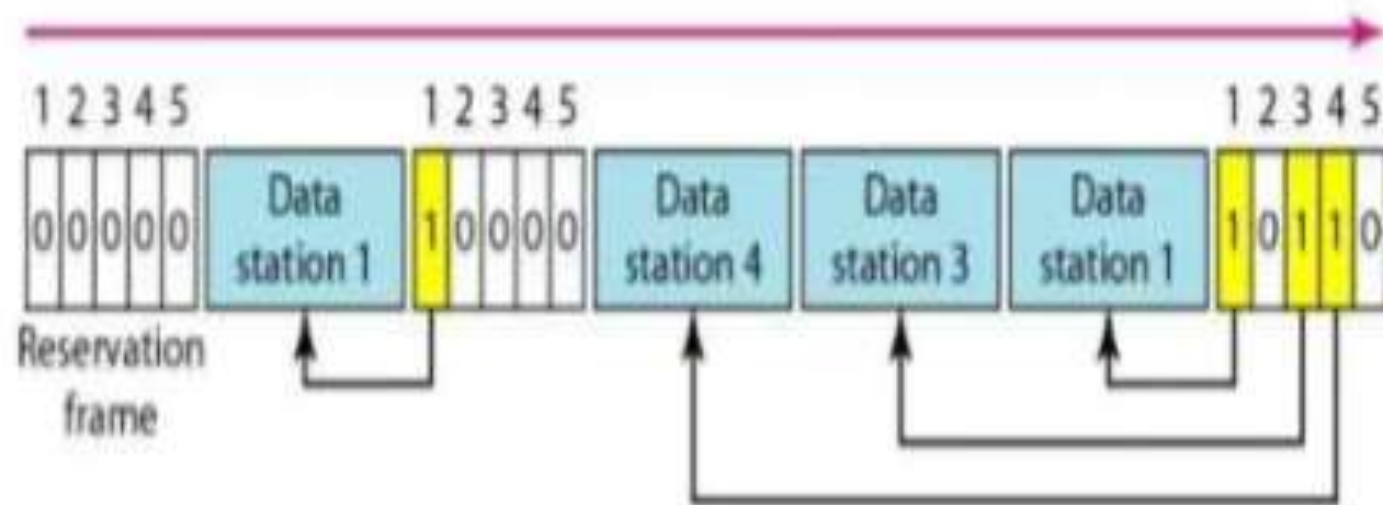 1 2 3 4 5 1 2 3 4 5 1 2 3 4 5
0 0 0 0 0 Data station 1 1 0 0 0 0 Data station 4 Data station 3 Data station 1 1 0 1 1 0
Reservation
frame